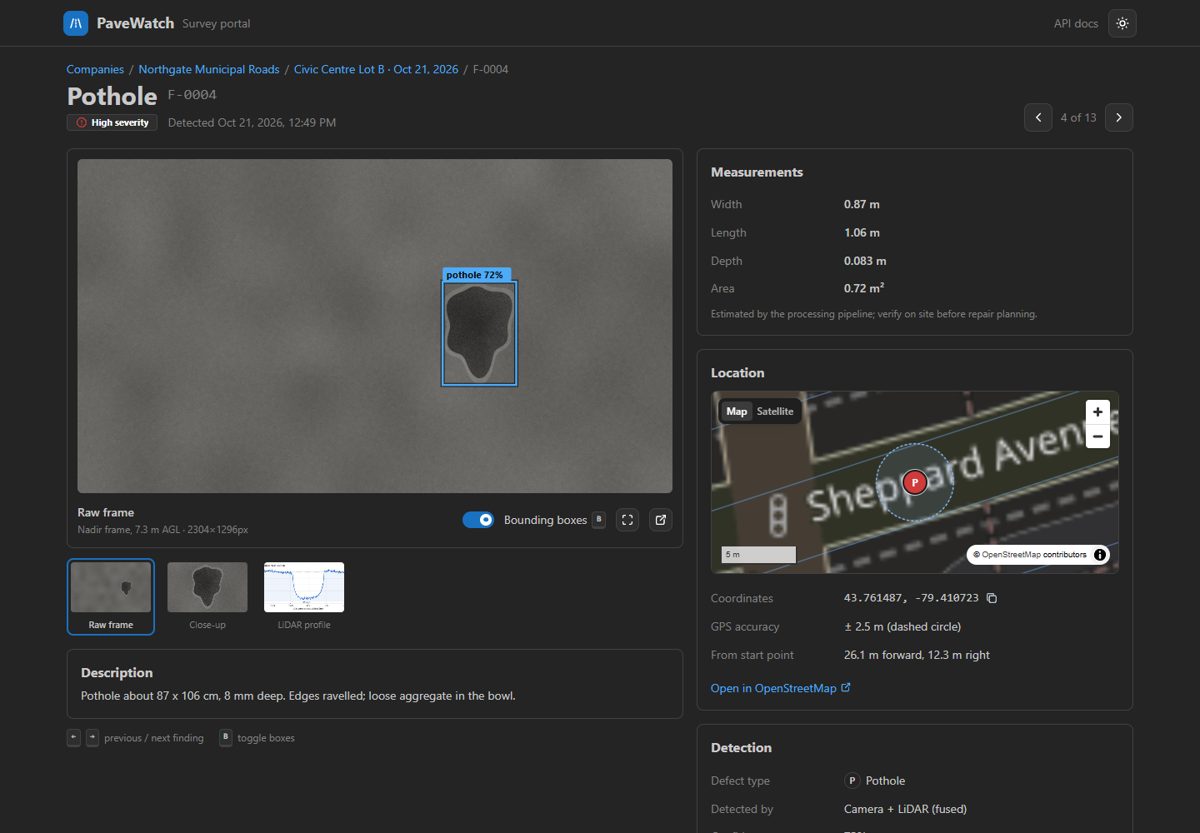 PaveWatch Survey portal
API docs
Companies / Northgate Municipal Roads / Civic Centre Lot B · Oct 21, 2026 / F-0004
Pothole F-0004
High severity Detected Oct 21, 2026, 12:49 PM
4 of 13
pothole 72%
Raw frame
Nadir frame, 7.3 m AGL · 2304×1296px
Bounding boxes B
Raw frame
Close-up
LiDAR profile
Description
Pothole about 87 x 106 cm, 8 mm deep. Edges ravelled; loose aggregate in the bowl.
← → previous / next finding B toggle boxes
Measurements
Width 0.87 m
Length 1.06 m
Depth 0.083 m
Area 0.72 m²
Estimated by the processing pipeline; verify on site before repair planning.
Location
Map Satellite
+
−
Sheppard Avenue
P
5 m
© OpenStreetMap contributors
Coordinates 43.761487, -79.410723
GPS accuracy ± 2.5 m (dashed circle)
From start point 26.1 m forward, 12.3 m right
Open in OpenStreetMap
Detection
Defect type P Pothole
Detected by Camera + LiDAR (fused)